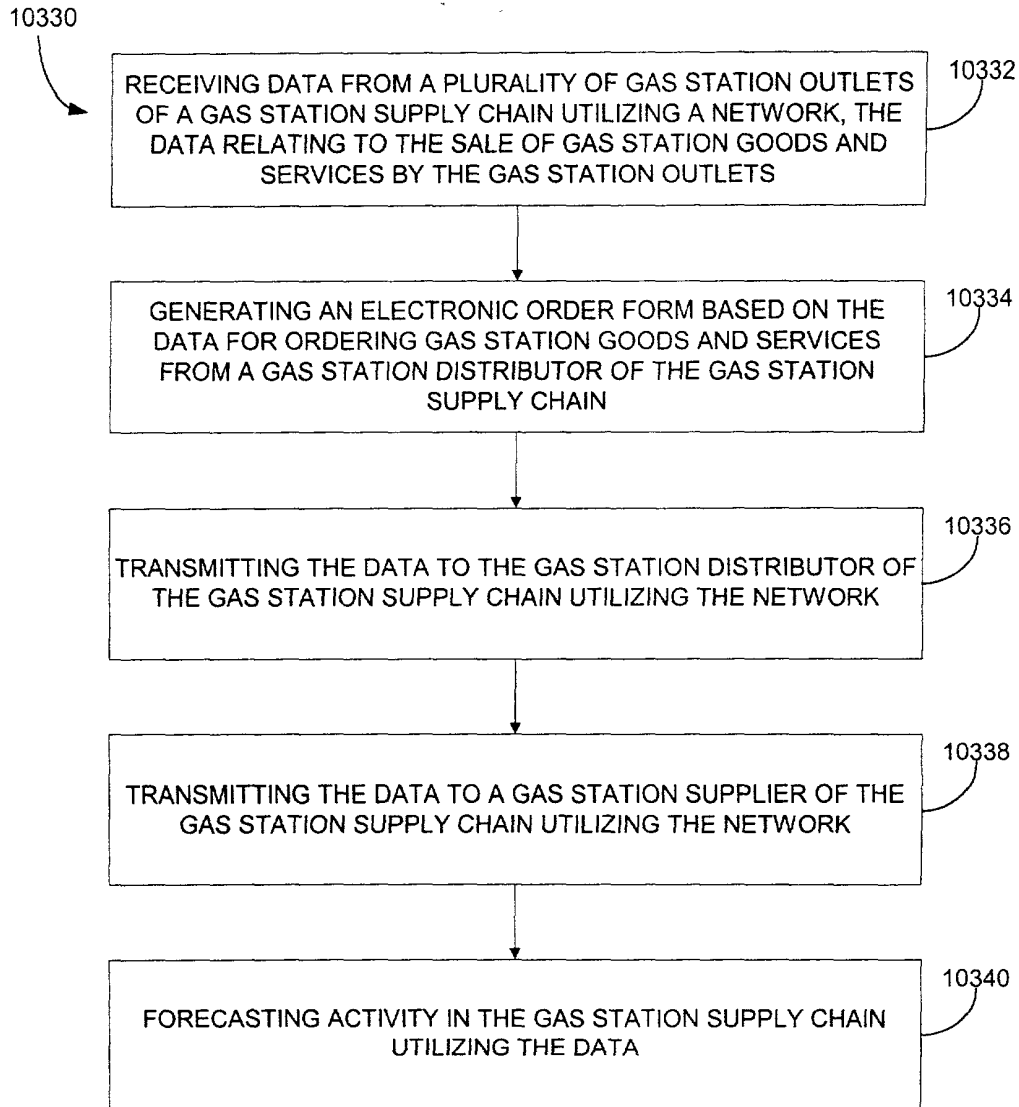 10330
RECEIVING DATA FROM A PLURALITY OF GAS STATION OUTLETS
OF A GAS STATION SUPPLY CHAIN UTILIZING A NETWORK, THE
DATA RELATING TO THE SALE OF GAS STATION GOODS AND
SERVICES BY THE GAS STATION OUTLETS
10332
GENERATING AN ELECTRONIC ORDER FORM BASED ON THE
DATA FOR ORDERING GAS STATION GOODS AND SERVICES
FROM A GAS STATION DISTRIBUTOR OF THE GAS STATION
SUPPLY CHAIN
10334
TRANSMITTING THE DATA TO THE GAS STATION DISTRIBUTOR OF
THE GAS STATION SUPPLY CHAIN UTILIZING THE NETWORK
10336
TRANSMITTING THE DATA TO A GAS STATION SUPPLIER OF THE
GAS STATION SUPPLY CHAIN UTILIZING THE NETWORK
10338
FORECASTING ACTIVITY IN THE GAS STATION SUPPLY CHAIN
UTILIZING THE DATA
10340